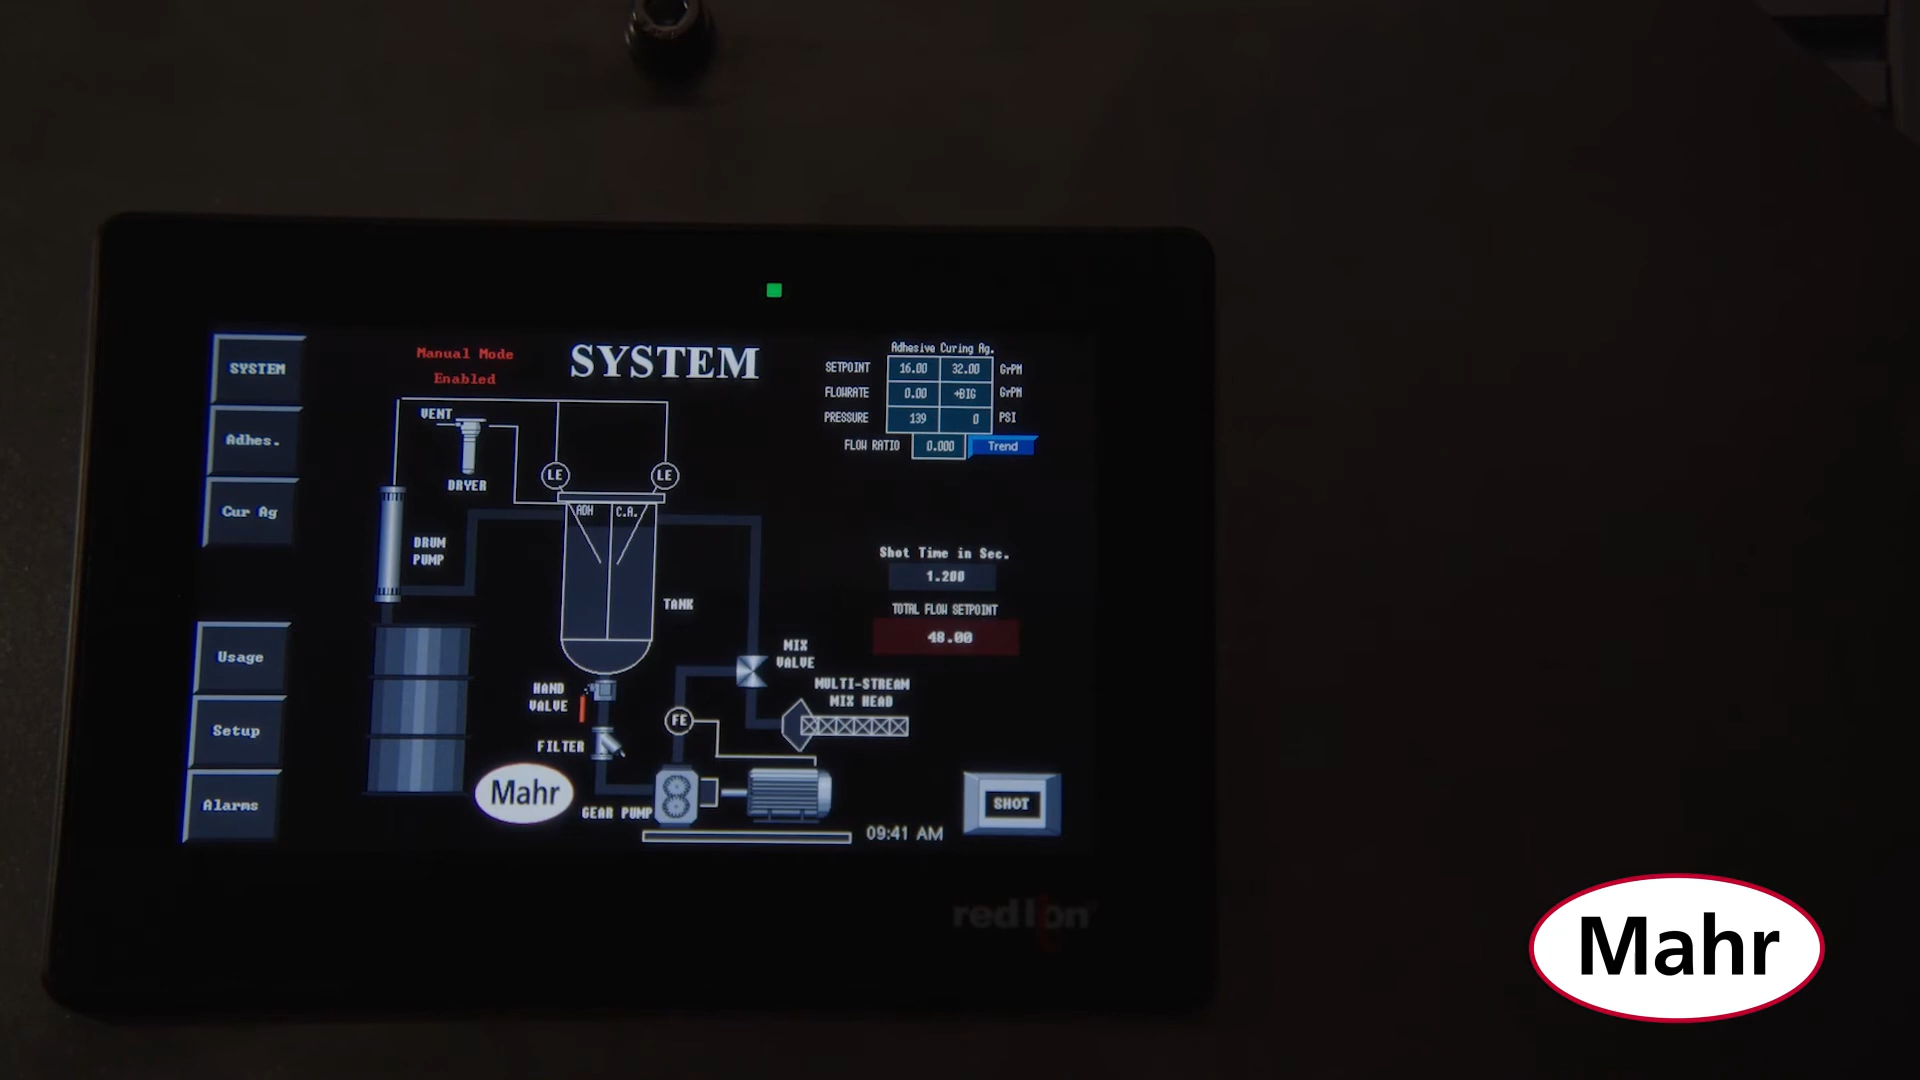 SYSTEM
Adhes.
Cur Ag
Usage
Setup
Alarms
Manual Mode
Enabled
SYSTEM
Adhesive Curing Ag.
SETPOINT 16.00 32.00 GrPM
FLOWRATE 0.00 +BIG GrPM
PRESSURE 139 0 PSI
FLOW RATIO 0.000 Trend
VENT
DRYER
LE
LE
ADH C.A.
DRUM
PUMP
TANK
Shot Time in Sec.
1.200
TOTAL FLOW SETPOINT
48.00
MIX
VALVE
MULTI-STREAM
MIX HEAD
HAND
VALVE
FE
FILTER
Mahr
GEAR PUMP
SHOT
09:41 AM
red lion
Mahr